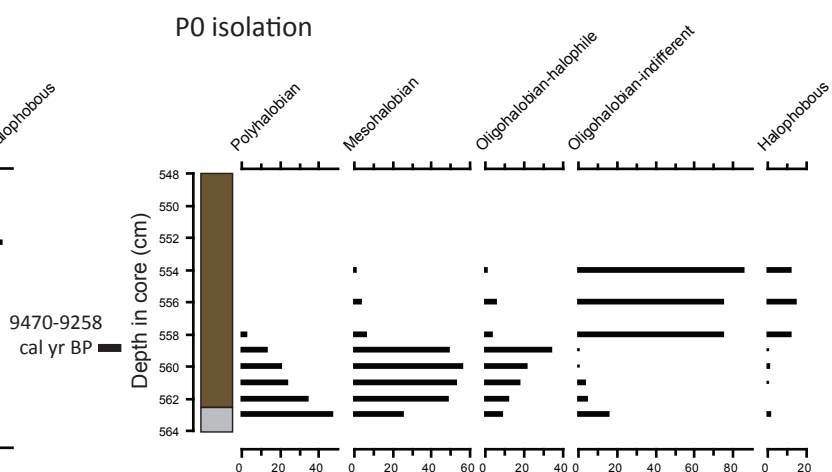 P0 isolation
Polyhalobian
Mesohalobian
Oligohalobian-halophile
Oligohalobian-indifferent
Halophobous
548
550
552
554
556
558
560
562
564
Depth in core (cm)
9470-9258
cal yr BP
0 20 40
0 20 40 60
0 20 40
0 20 40 60 80
0 20